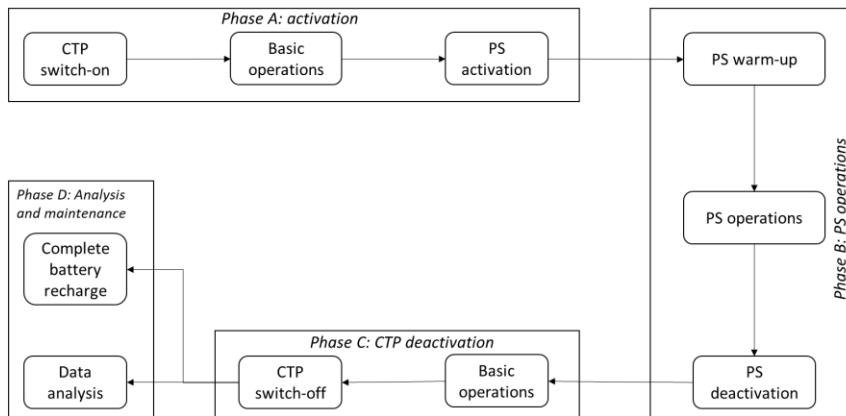 Phase A: activation
CTP
switch-on
Basic
operations
PS
activation
PS warm-up
PS operations
PS
deactivation
Phase B: PS operations
Phase C: CTP deactivation
Basic
operations
CTP
switch-off
Phase D: Analysis
and maintenance
Complete
battery
recharge
Data
analysis